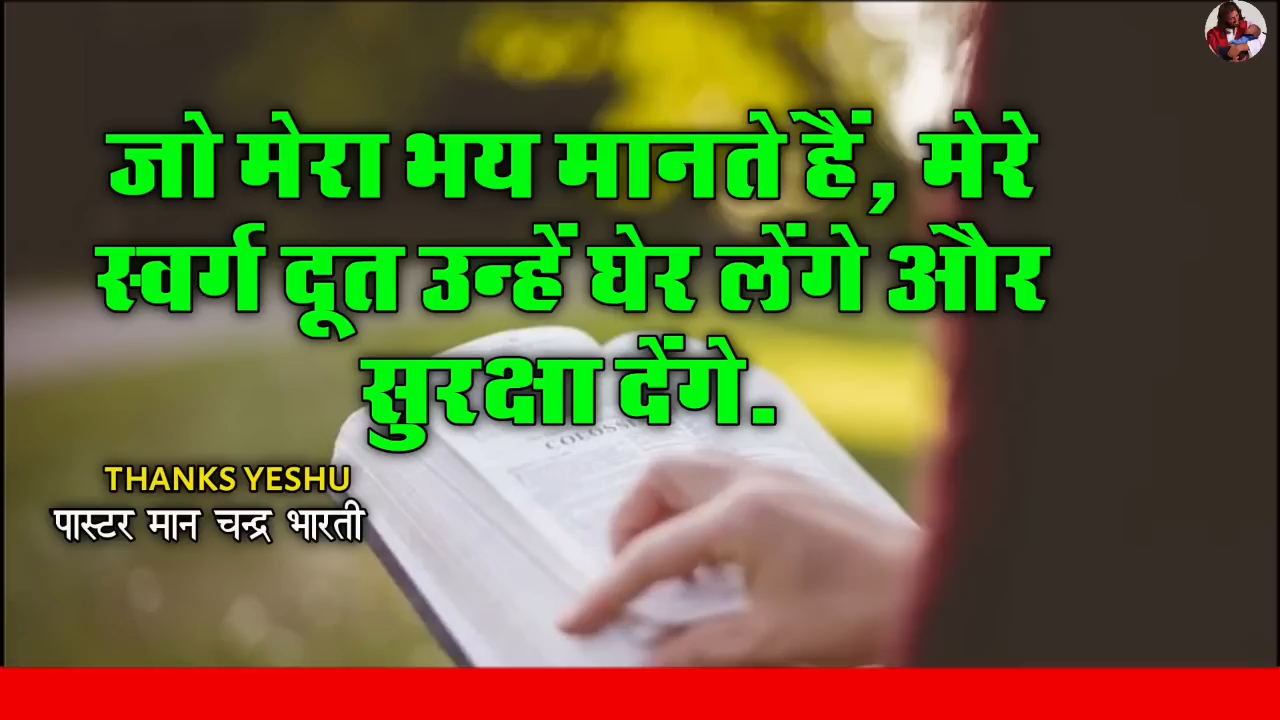 जो मेरा भय मानते हैं, मेरे
स्वर्ग दूत उन्हें घेर लेंगे और
सुरक्षा देंगे.
THANKS YESHU
पास्टर मान चन्द्र भारती